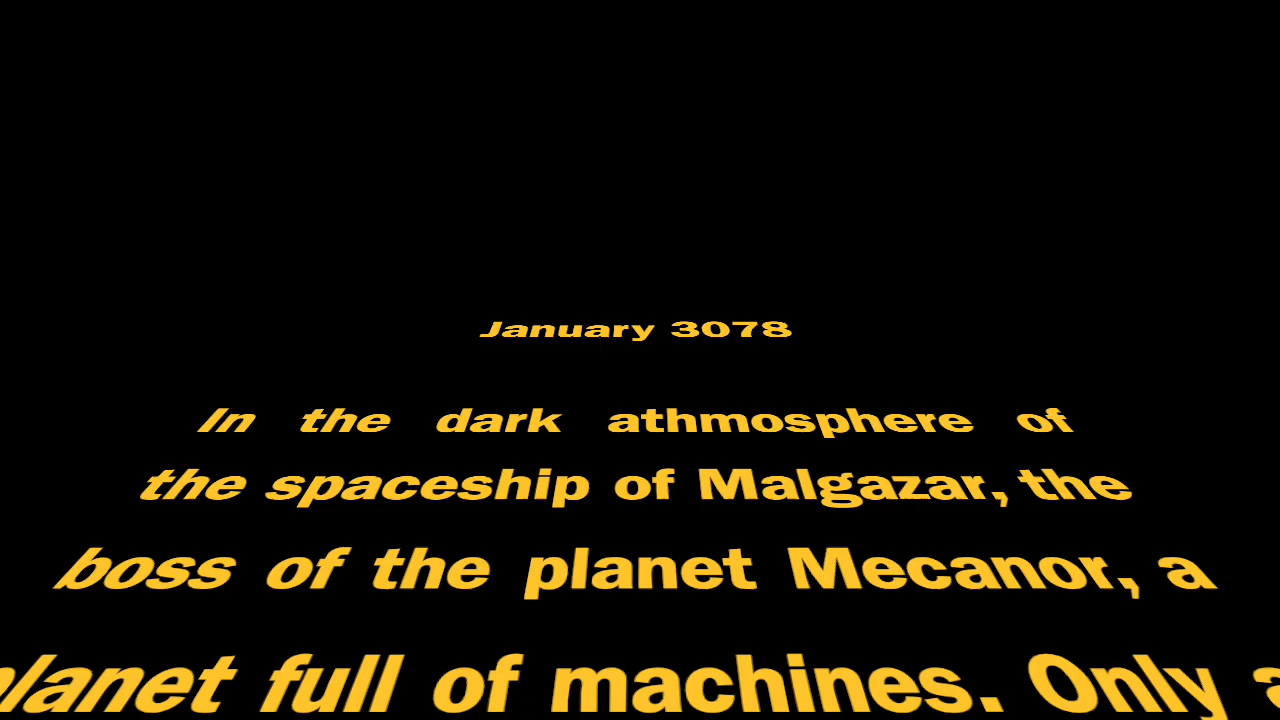 January 3078
In the dark athmosphere of
the spaceship of Malgazar, the
boss of the planet Mecanor, a
planet full of machines. Only a